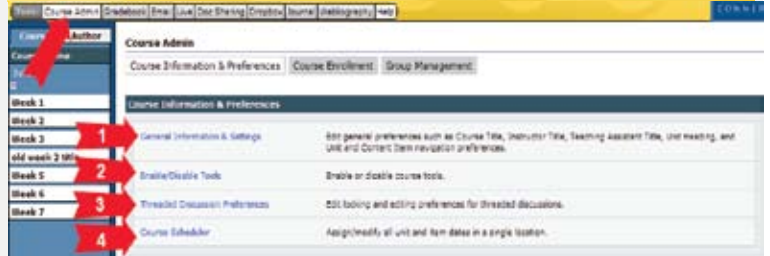 Tools Course Admin Gradebook Email Live Doc Sharing Dropbox Journal Webliography Help
Author
Course Admin
Course Information & Preferences Course Enrollment Group Management
Course Information & Preferences
Week 1
Week 2
Week 3
old week 2 title
Week 5
Week 6
Week 7
1 General Information & Settings Edit general preferences such as Course Title, Instructor Title, Teaching Assistant Title, Unit heading, and
Unit and Content Item navigation preferences.
2 Enable/Disable Tools Enable or disable course tools.
3 Threaded Discussion Preferences Edit locking and editing preferences for threaded discussions.
4 Course Scheduler Assign/modify all unit and item dates in a single location.